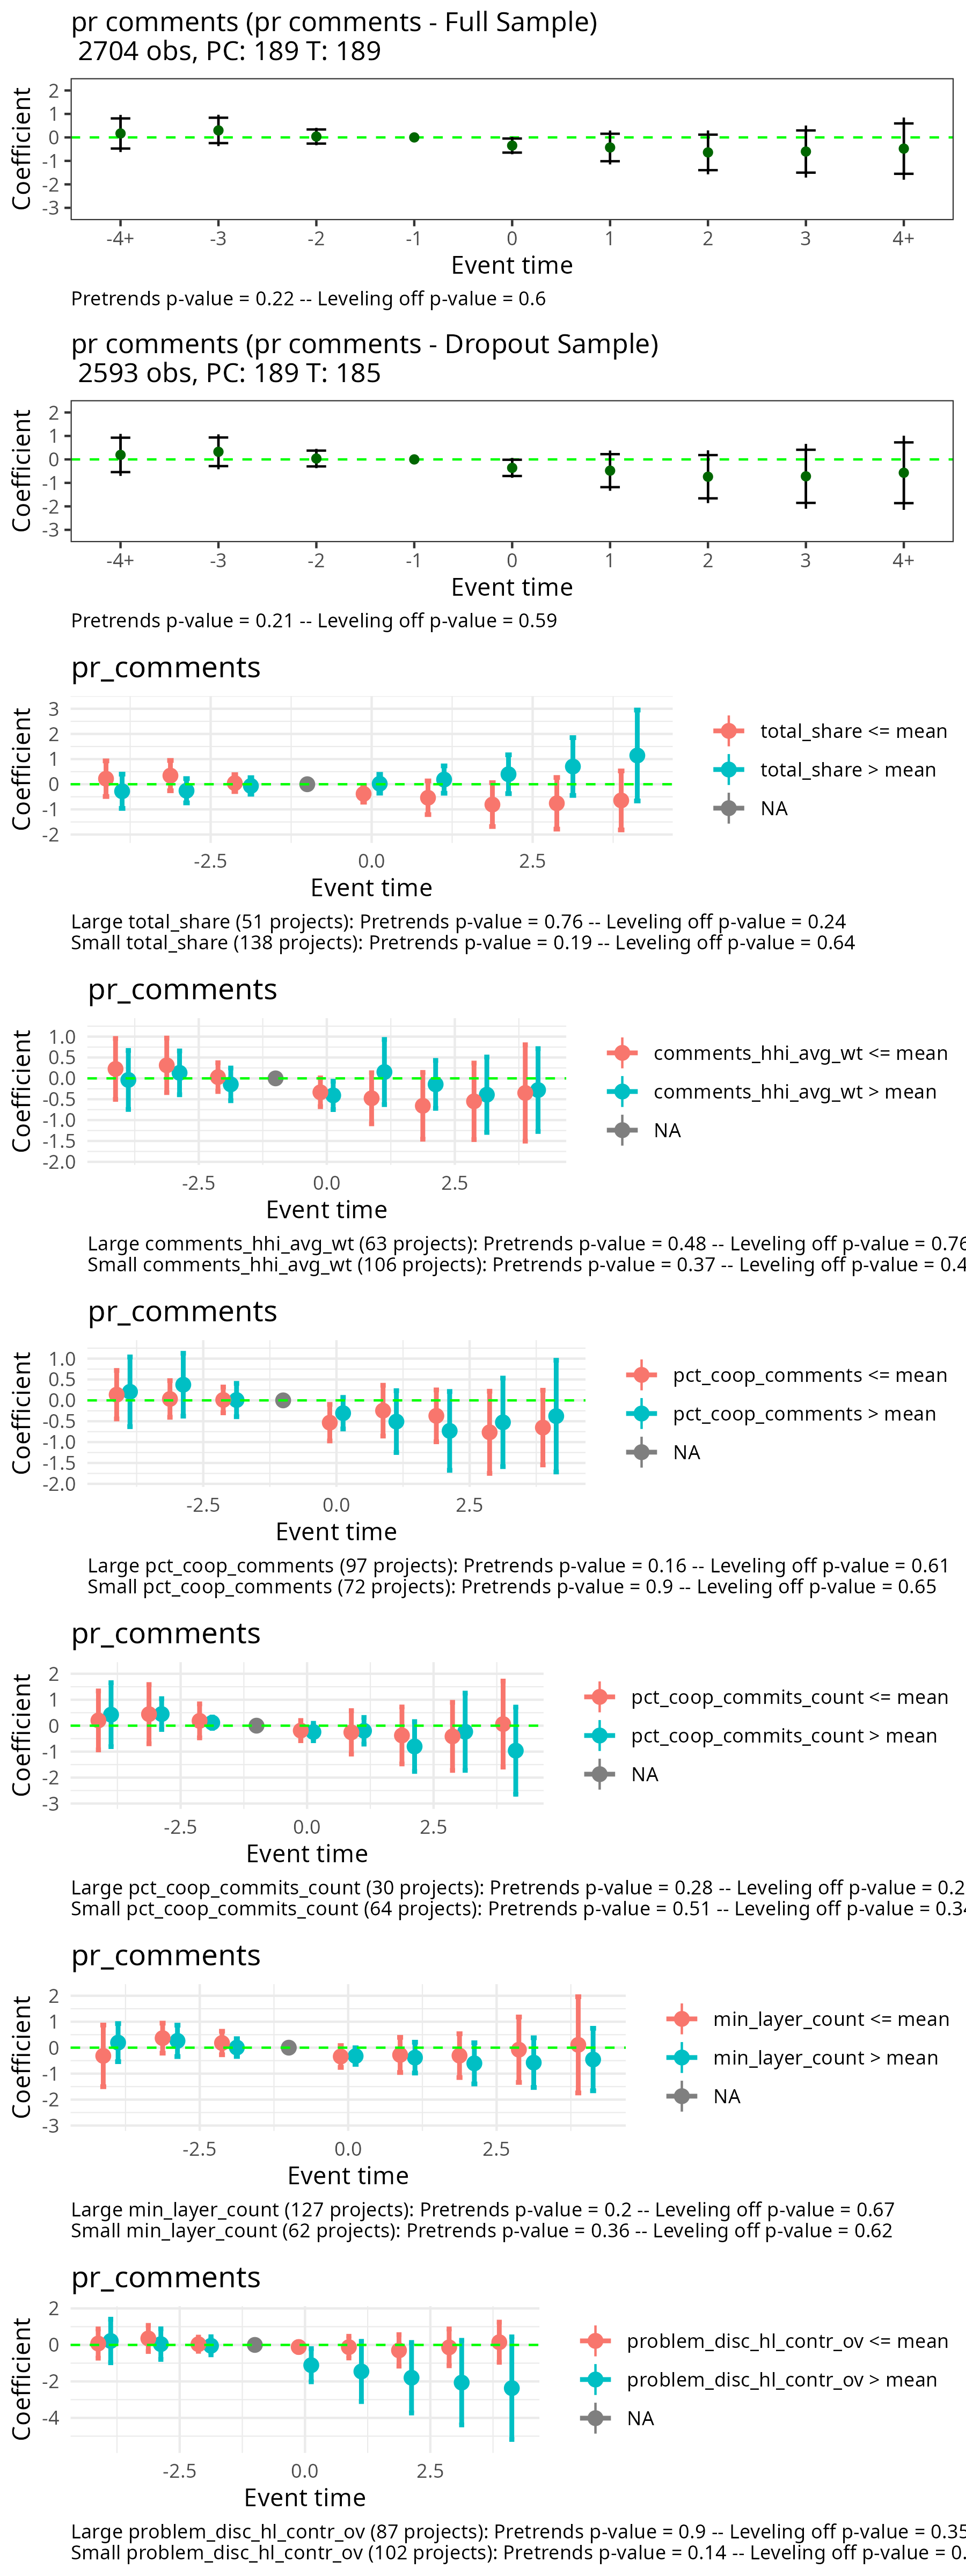 pr comments (pr comments - Full Sample)
2704 obs, PC: 189 T: 189
Coefficient
2
1
0
-1
-2
-3
-4+ -3 -2 -1 0 1 2 3 4+
Event time
Pretrends p-value = 0.22 -- Leveling off p-value = 0.6
pr comments (pr comments - Dropout Sample)
2593 obs, PC: 189 T: 185
Coefficient
2
1
0
-1
-2
-3
-4+ -3 -2 -1 0 1 2 3 4+
Event time
Pretrends p-value = 0.21 -- Leveling off p-value = 0.59
pr_comments
Coefficient
3
2
1
0
-1
-2
-2.5 0.0 2.5
Event time
total_share <= mean
total_share > mean
NA
Large total_share (51 projects): Pretrends p-value = 0.76 -- Leveling off p-value = 0.24
Small total_share (138 projects): Pretrends p-value = 0.19 -- Leveling off p-value = 0.64
pr_comments
Coefficient
1.0
0.5
0.0
-0.5
-1.0
-1.5
-2.0
-2.5 0.0 2.5
Event time
comments_hhi_avg_wt <= mean
comments_hhi_avg_wt > mean
NA
Large comments_hhi_avg_wt (63 projects): Pretrends p-value = 0.48 -- Leveling off p-value = 0.76
Small comments_hhi_avg_wt (106 projects): Pretrends p-value = 0.37 -- Leveling off p-value = 0.4
pr_comments
Coefficient
1.0
0.5
0.0
-0.5
-1.0
-1.5
-2.0
-2.5 0.0 2.5
Event time
pct_coop_comments <= mean
pct_coop_comments > mean
NA
Large pct_coop_comments (97 projects): Pretrends p-value = 0.16 -- Leveling off p-value = 0.61
Small pct_coop_comments (72 projects): Pretrends p-value = 0.9 -- Leveling off p-value = 0.65
pr_comments
Coefficient
2
1
0
-1
-2
-3
-2.5 0.0 2.5
Event time
pct_coop_commits_count <= mean
pct_coop_commits_count > mean
NA
Large pct_coop_commits_count (30 projects): Pretrends p-value = 0.28 -- Leveling off p-value = 0.2
Small pct_coop_commits_count (64 projects): Pretrends p-value = 0.51 -- Leveling off p-value = 0.34
pr_comments
Coefficient
2
1
0
-1
-2
-3
-2.5 0.0 2.5
Event time
min_layer_count <= mean
min_layer_count > mean
NA
Large min_layer_count (127 projects): Pretrends p-value = 0.2 -- Leveling off p-value = 0.67
Small min_layer_count (62 projects): Pretrends p-value = 0.36 -- Leveling off p-value = 0.62
pr_comments
Coefficient
2
0
-2
-4
-2.5 0.0 2.5
Event time
problem_disc_hl_contr_ov <= mean
problem_disc_hl_contr_ov > mean
NA
Large problem_disc_hl_contr_ov (87 projects): Pretrends p-value = 0.9 -- Leveling off p-value = 0.35
Small problem_disc_hl_contr_ov (102 projects): Pretrends p-value = 0.14 -- Leveling off p-value = 0.